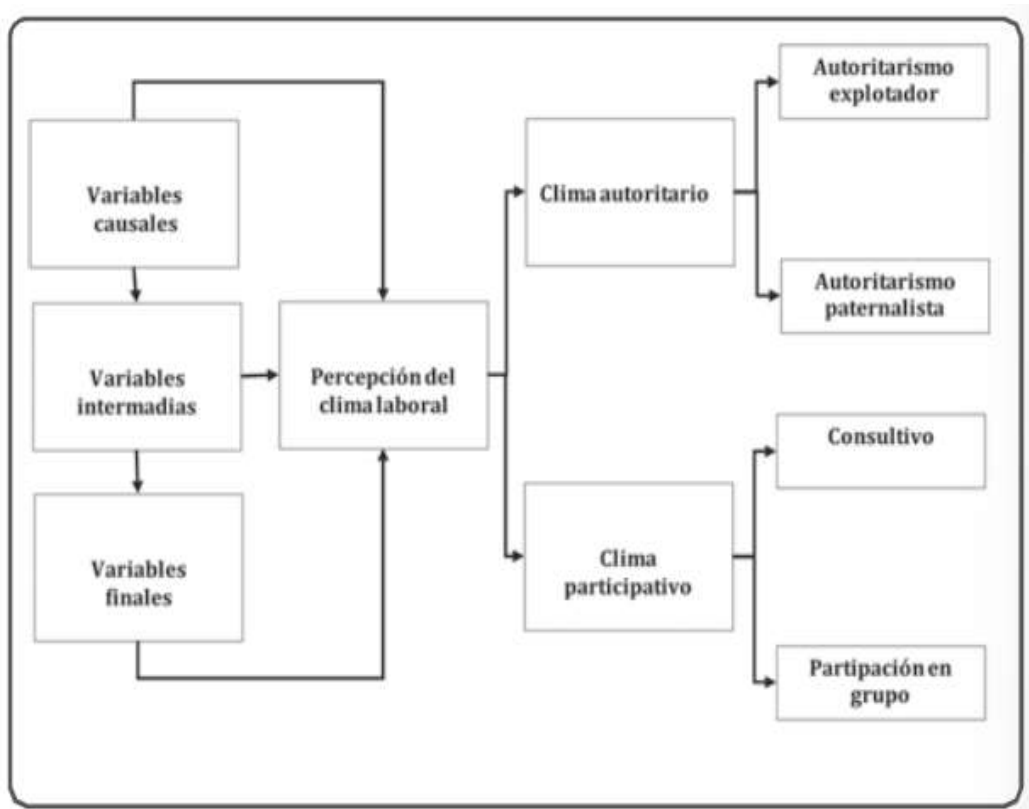 Variables
causales
Variables
intermadias
Variables
finales
Percepción del
clima laboral
Clima autoritario
Clima
participativo
Autoritarismo
explotador
Autoritarismo
paternalista
Consultivo
Partipación en
grupo